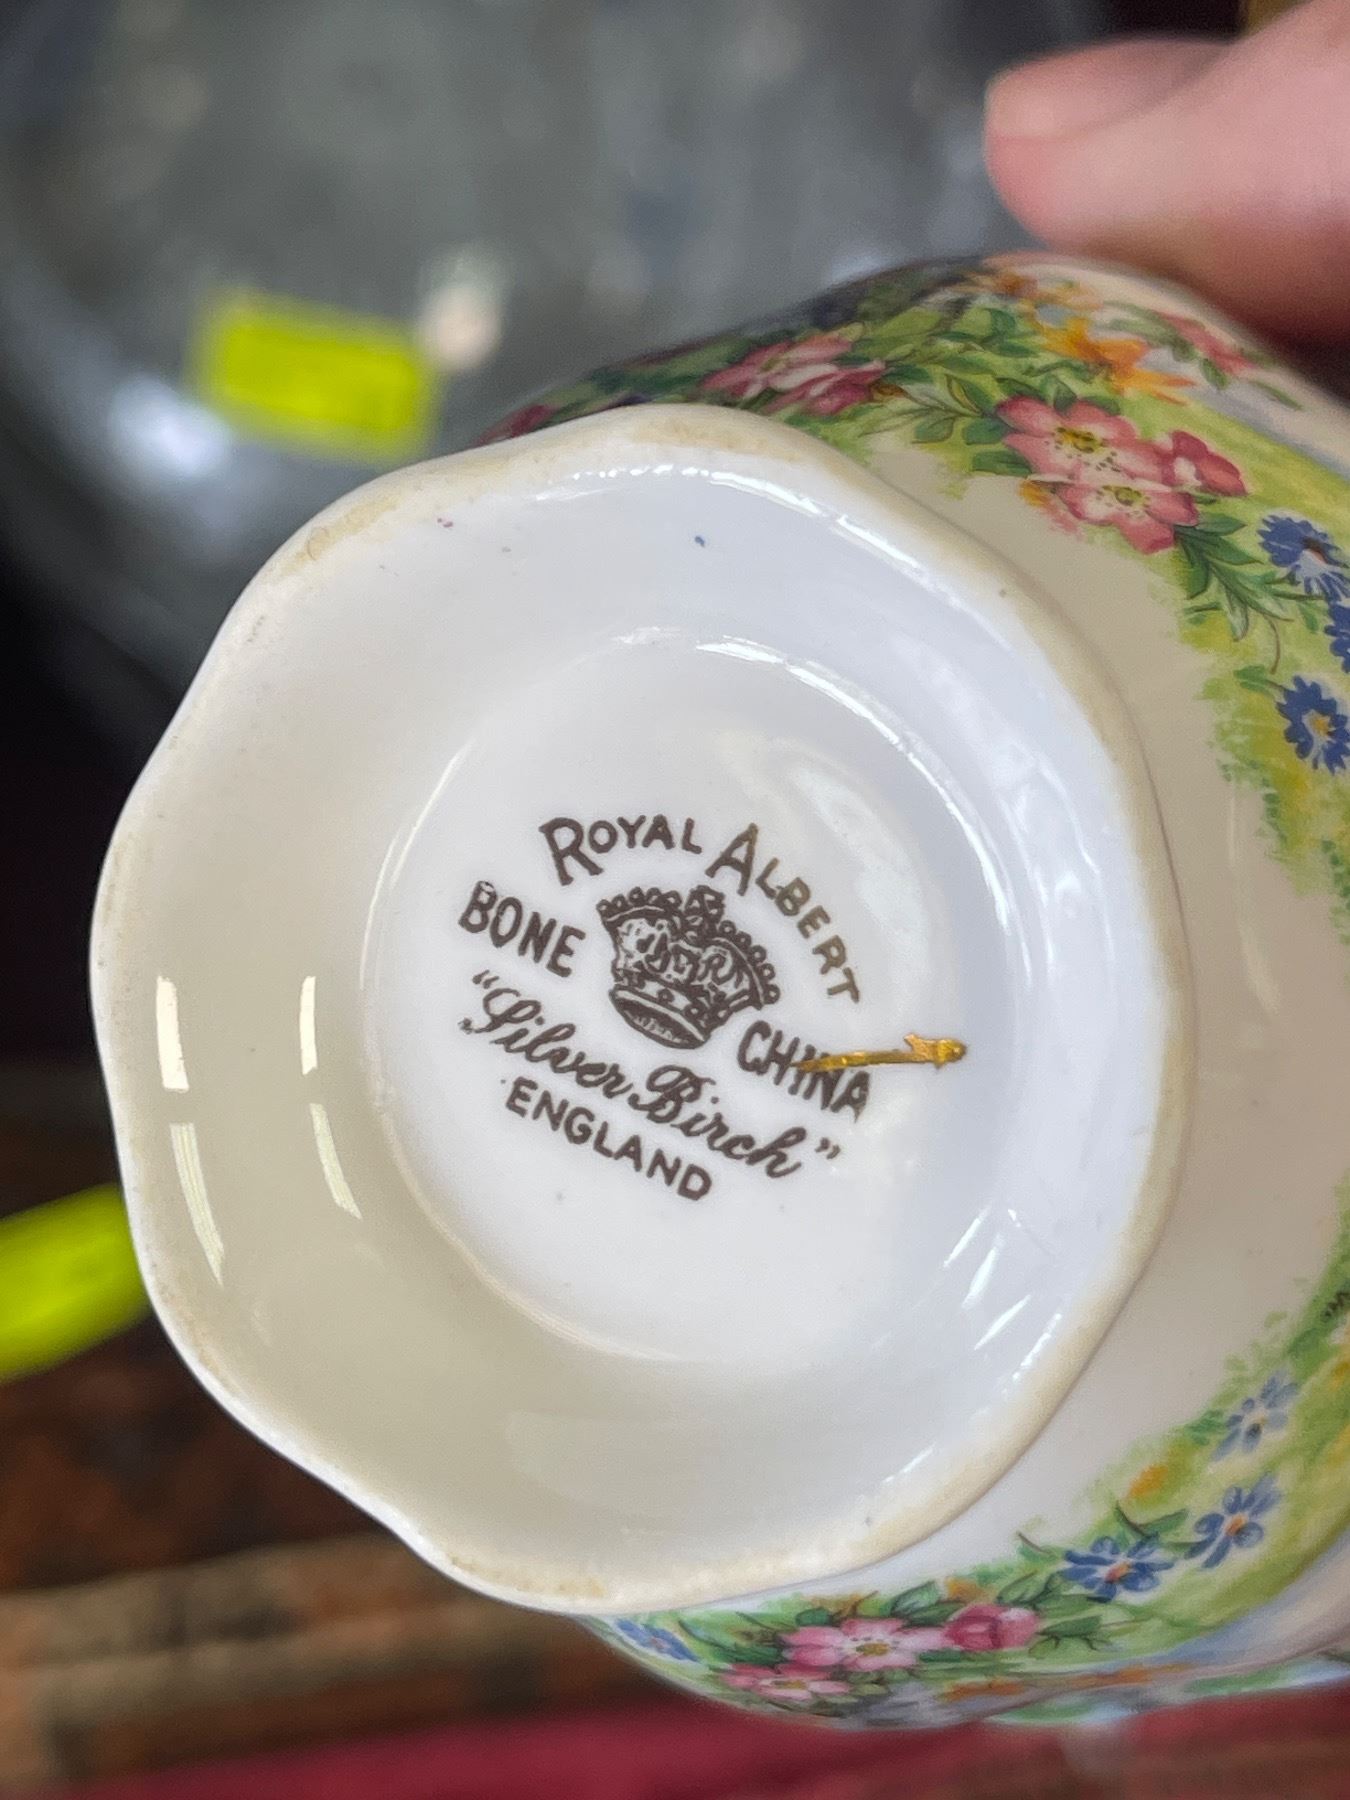 ROYAL ALBERT
BONE CHINA
"Silver Birch"
ENGLAND